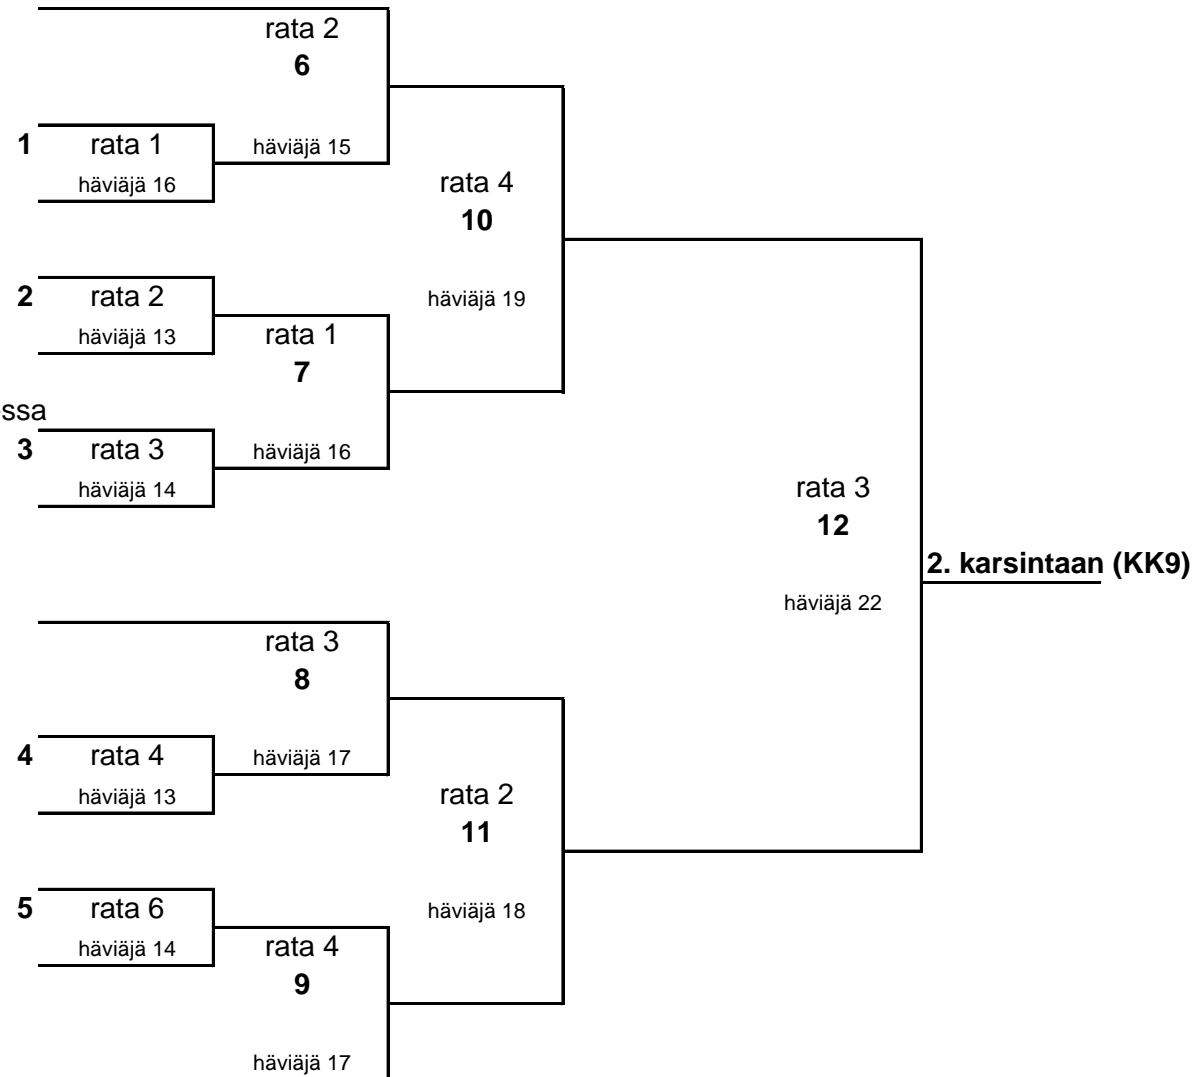 rata 2
6
1 rata 1 häviäjä 15
häviäjä 16
rata 4
10
2 rata 2 häviäjä 19
häviäjä 13 rata 1
7
ssa
3 rata 3 häviäjä 16
häviäjä 14 rata 3
12
2. karsintaan (KK9)
häviäjä 22
rata 3
8
4 rata 4 häviäjä 17
häviäjä 13 rata 2
11
5 rata 6 häviäjä 18
häviäjä 14 rata 4
9
häviäjä 17